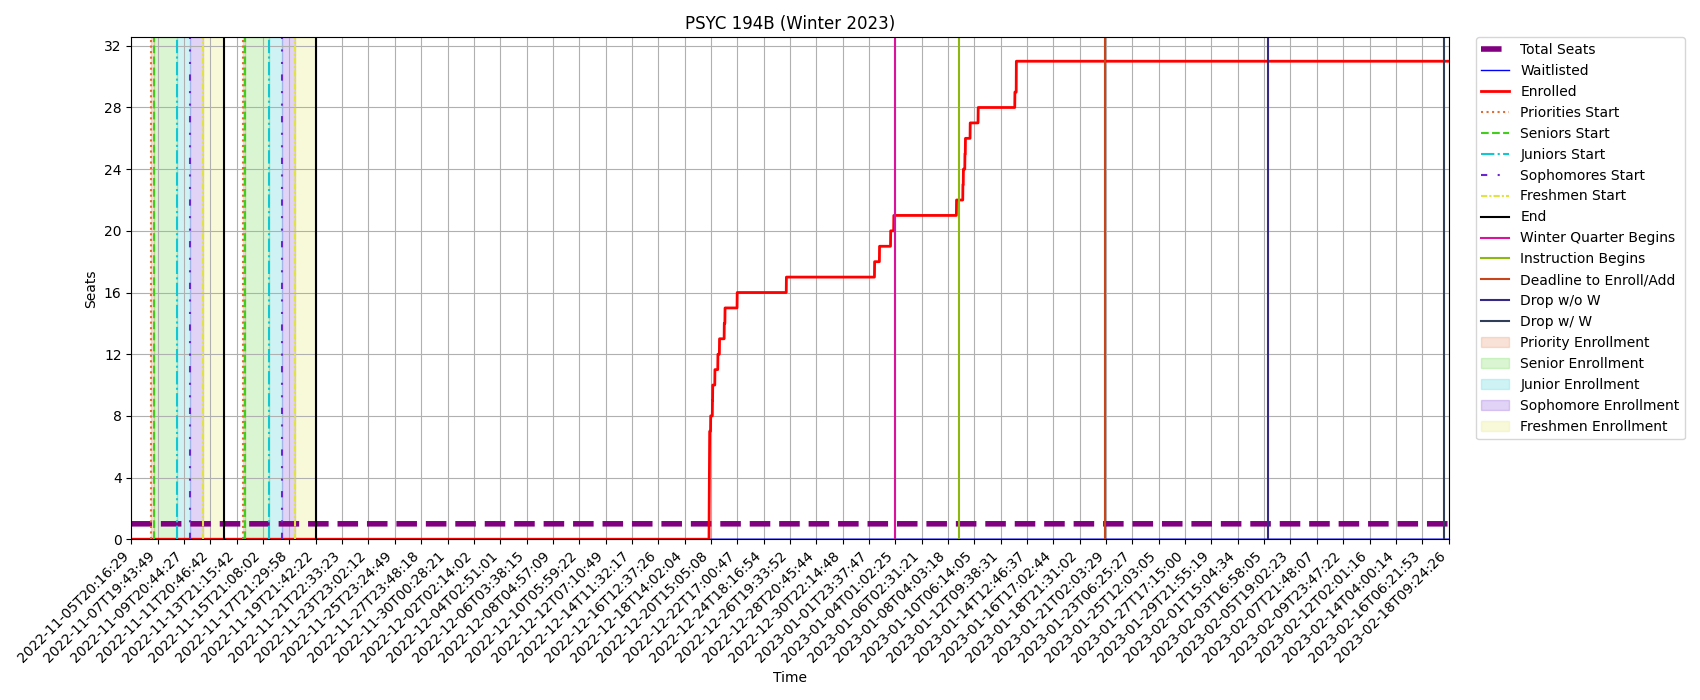 PSYC 194B (Winter 2023)
Seats
32
28
24
20
16
12
8
4
0
2022-11-05T20:16:29
2022-11-07T19:43:49
2022-11-09T20:44:27
2022-11-11T20:46:42
2022-11-13T21:15:42
2022-11-15T21:08:02
2022-11-17T21:29:58
2022-11-19T21:42:22
2022-11-21T22:33:23
2022-11-23T23:02:12
2022-11-25T23:24:49
2022-11-27T23:48:18
2022-11-30T00:28:21
2022-12-02T02:14:02
2022-12-04T02:51:01
2022-12-06T03:38:15
2022-12-08T04:57:09
2022-12-10T05:59:22
2022-12-12T07:10:49
2022-12-14T11:32:17
2022-12-16T12:37:26
2022-12-18T14:02:04
2022-12-20T15:05:08
2022-12-22T17:00:47
2022-12-24T18:16:54
2022-12-26T19:33:52
2022-12-28T20:45:44
2022-12-30T22:14:48
2023-01-01T23:37:47
2023-01-04T01:02:25
2023-01-06T02:31:21
2023-01-08T04:03:18
2023-01-10T06:14:05
2023-01-12T09:38:31
2023-01-14T12:46:37
2023-01-16T17:02:44
2023-01-18T21:31:02
2023-01-21T02:03:29
2023-01-23T06:25:27
2023-01-25T12:03:05
2023-01-27T17:15:00
2023-01-29T21:55:19
2023-02-01T15:04:34
2023-02-03T16:58:05
2023-02-05T19:02:23
2023-02-07T21:48:07
2023-02-09T23:47:22
2023-02-12T02:01:16
2023-02-14T04:00:14
2023-02-16T06:21:53
2023-02-18T09:24:26
Time
Total Seats
Waitlisted
Enrolled
Priorities Start
Seniors Start
Juniors Start
Sophomores Start
Freshmen Start
End
Winter Quarter Begins
Instruction Begins
Deadline to Enroll/Add
Drop w/o W
Drop w/ W
Priority Enrollment
Senior Enrollment
Junior Enrollment
Sophomore Enrollment
Freshmen Enrollment